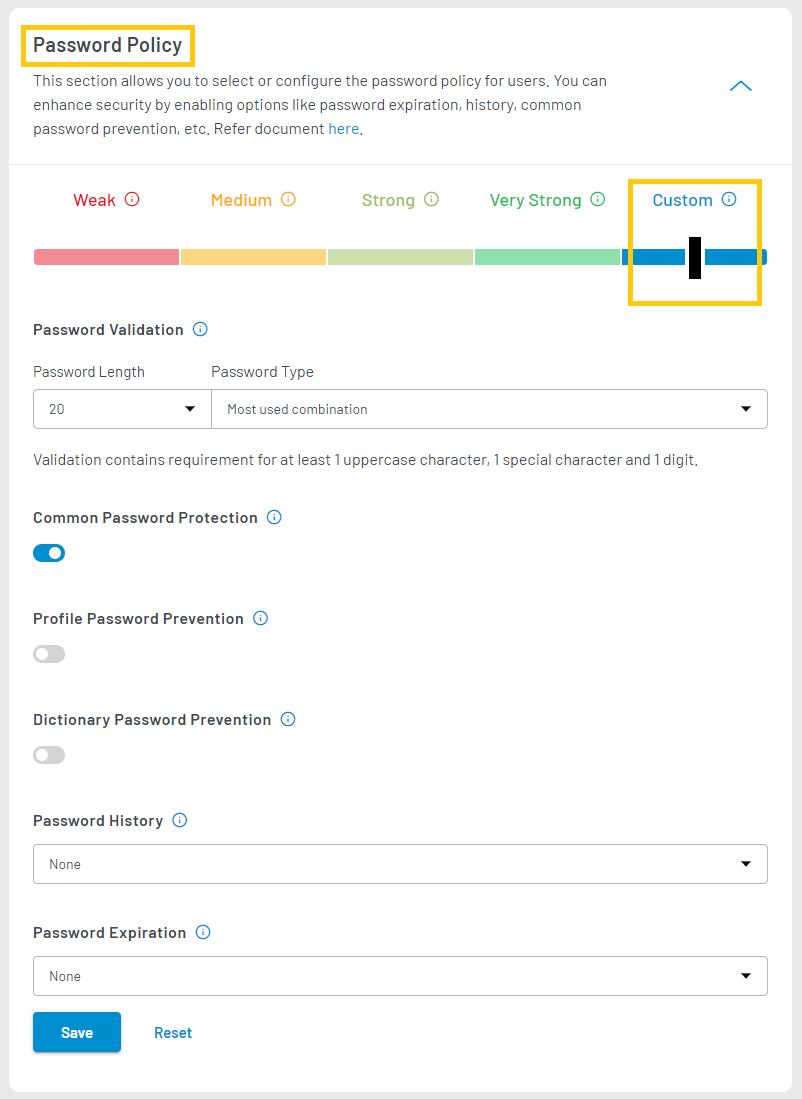 Password Policy
This section allows you to select or configure the password policy for users. You can
enhance security by enabling options like password expiration, history, common
password prevention, etc. Refer document here.
Weak Medium Strong Very Strong Custom
Password Validation
Password Length Password Type
20 Most used combination
Validation contains requirement for at least 1 uppercase character, 1 special character and 1 digit.
Common Password Protection
Profile Password Prevention
Dictionary Password Prevention
Password History
None
Password Expiration
None
Save Reset